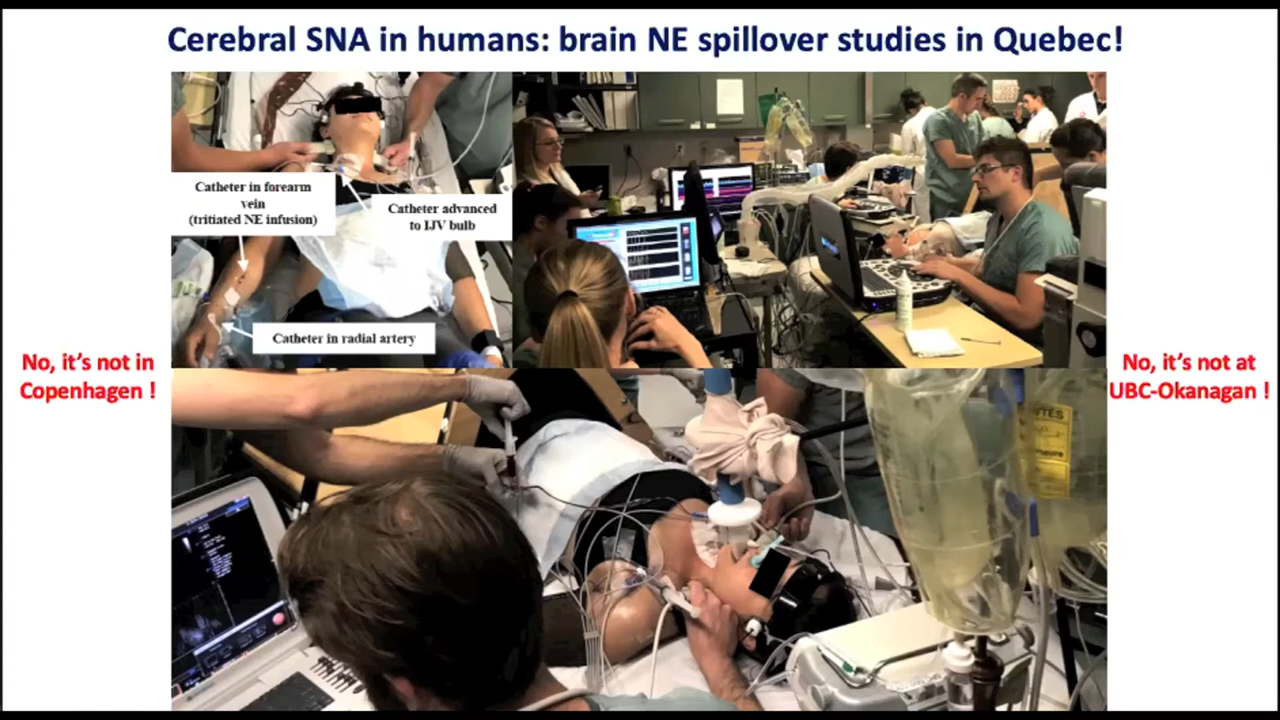 Cerebral SNA in humans: brain NE spillover studies in Quebec!
Catheter in forearm
vein
(tritiated NE infusion)
Catheter advanced
to IJV bulb
Catheter in radial artery
No, it's not in
Copenhagen !
No, it's not at
UBC-Okanagan !